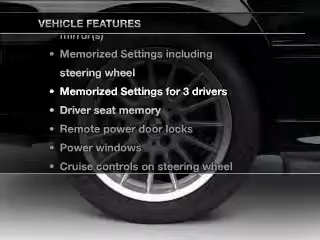 VEHICLE FEATURES
mirror(s)
• Memorized Settings including
steering wheel
• Memorized Settings for 3 drivers
• Driver seat memory
• Remote power door locks
• Power windows
• Cruise controls on steering wheel